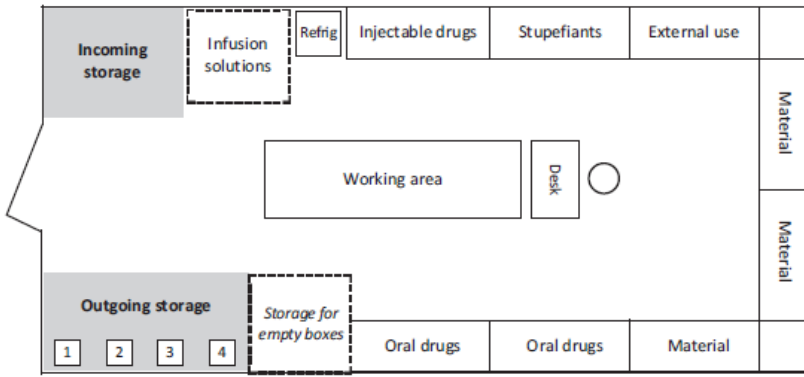 Incoming
storage
Infusion
solutions
Refrig
Injectable drugs
Stupefiants
External use
Material
Working area
Desk
Material
Outgoing storage
1
2
3
4
Storage for
empty boxes
Oral drugs
Oral drugs
Material